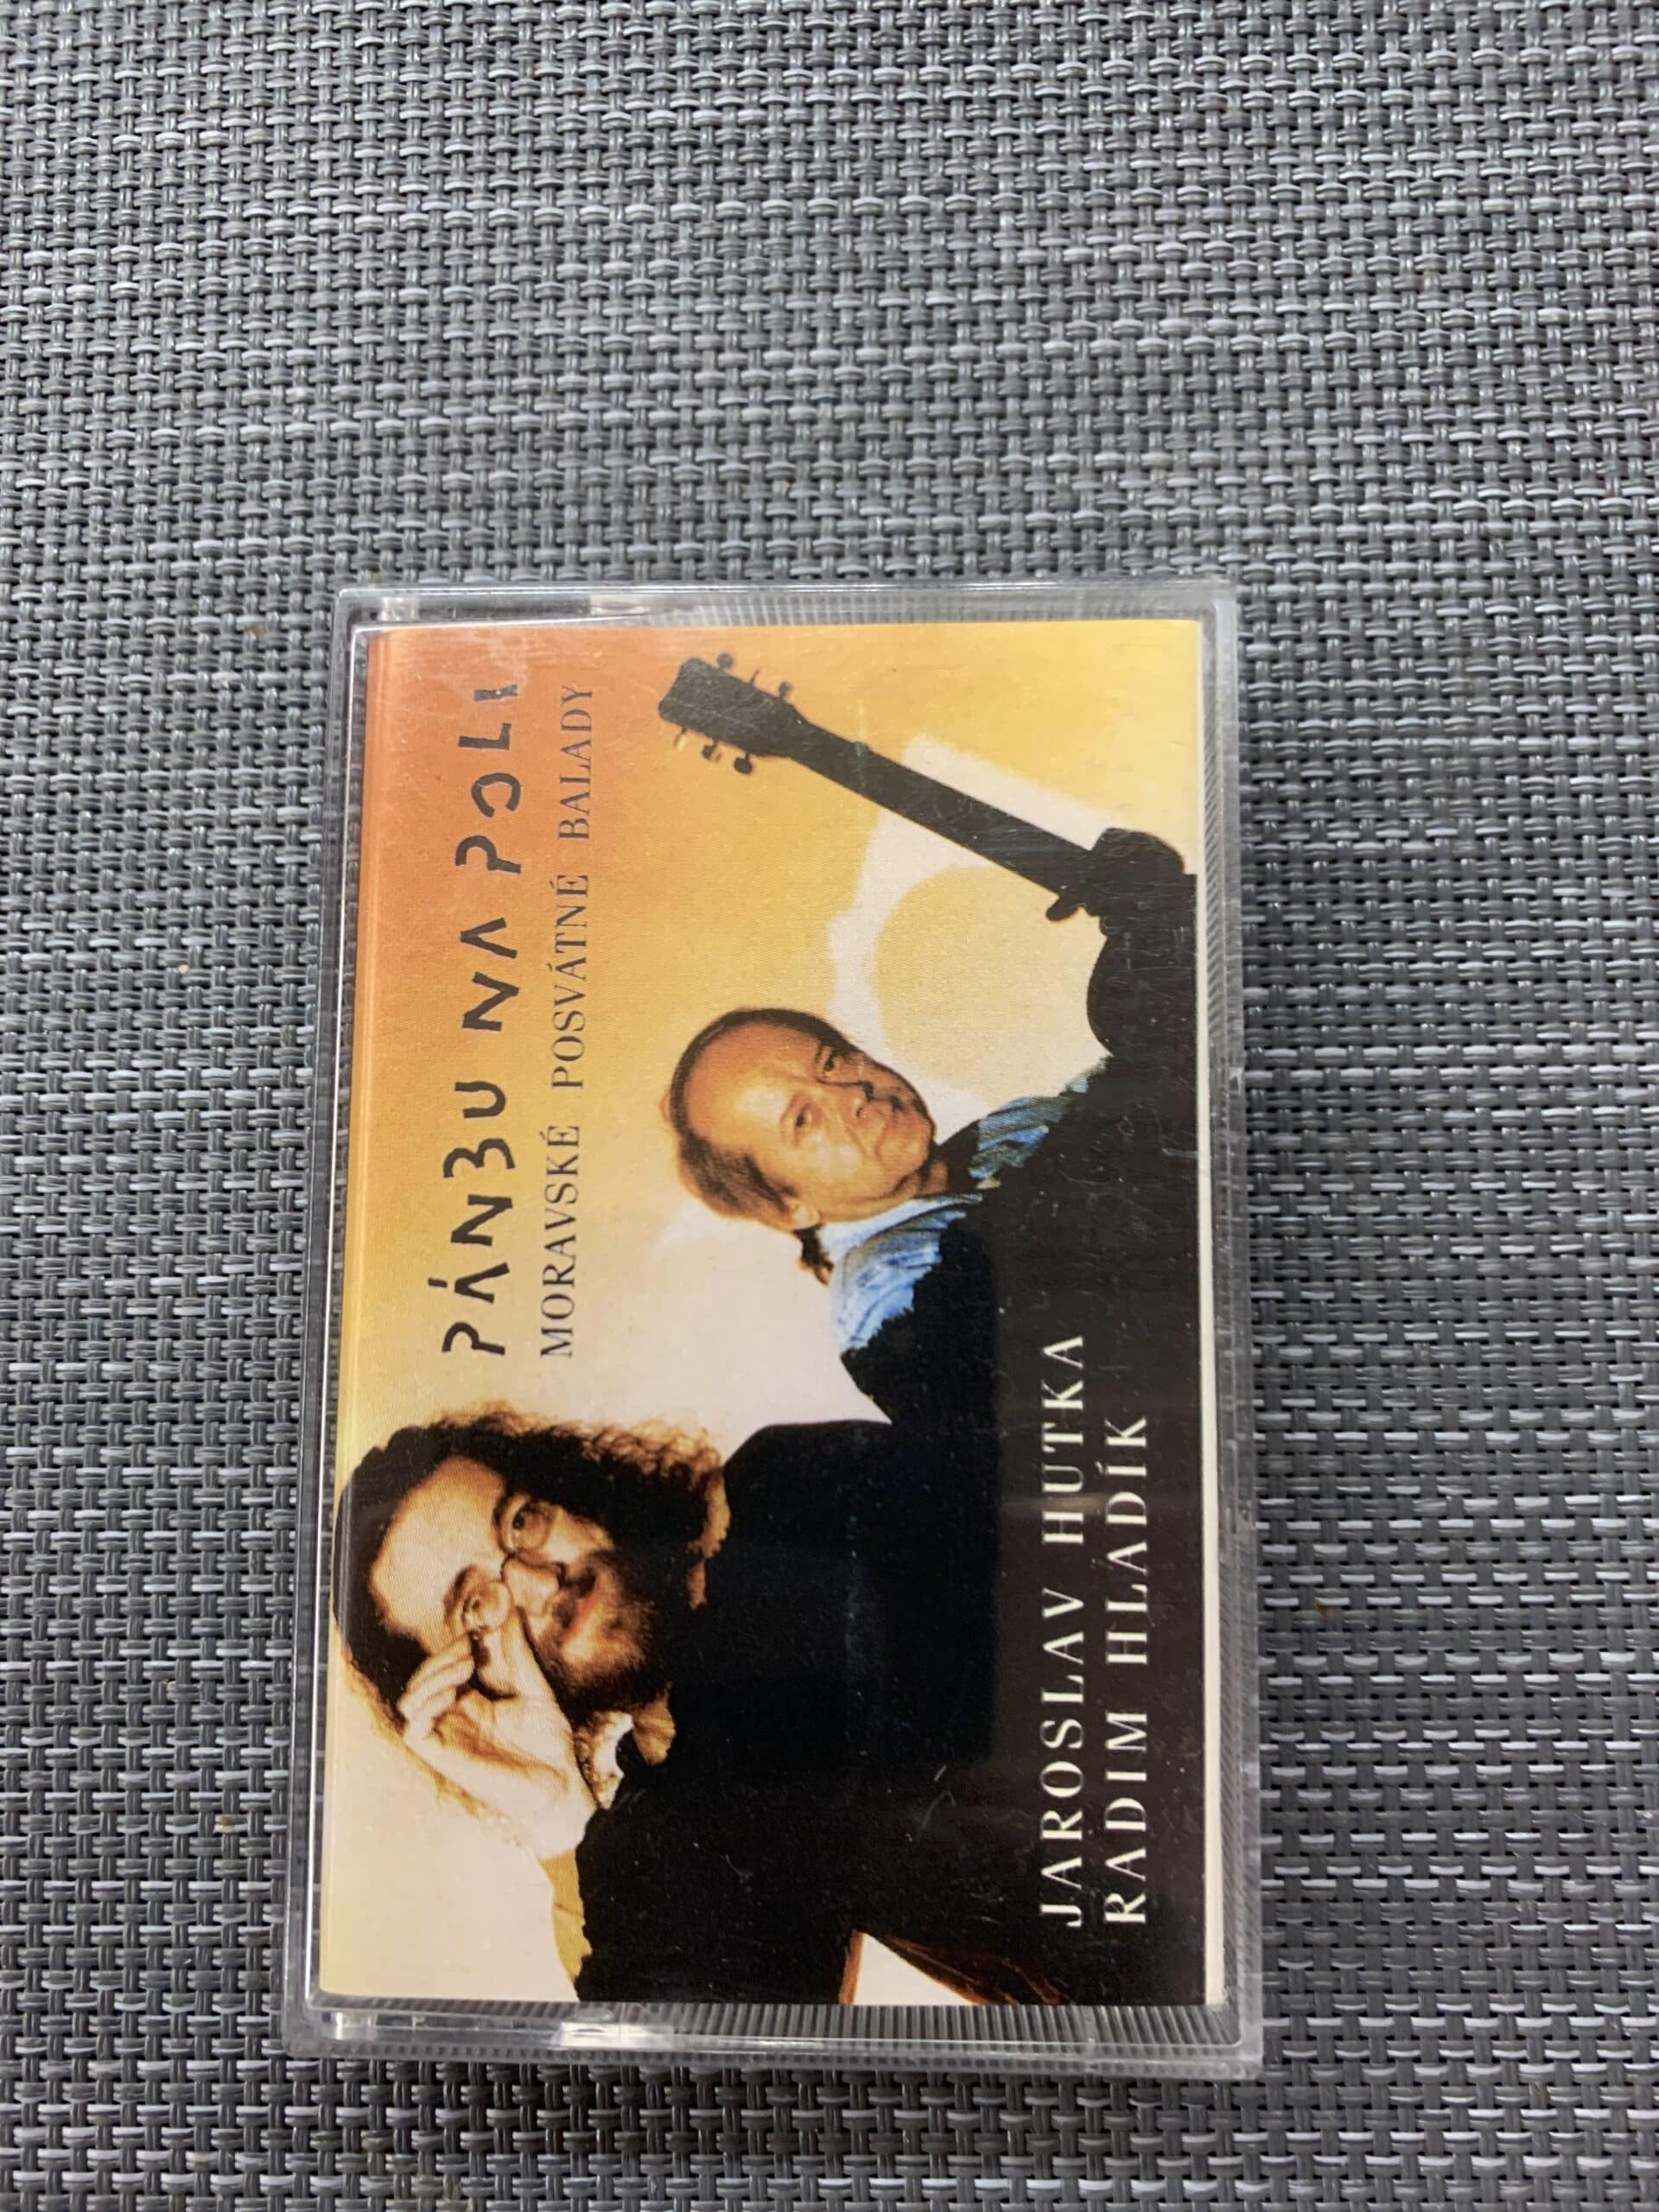 PÁNBU NA POLI
MORAVSKÉ POSVÁTNÉ BALADY
JAROSLAV HUTKA
RADIM HLADÍK